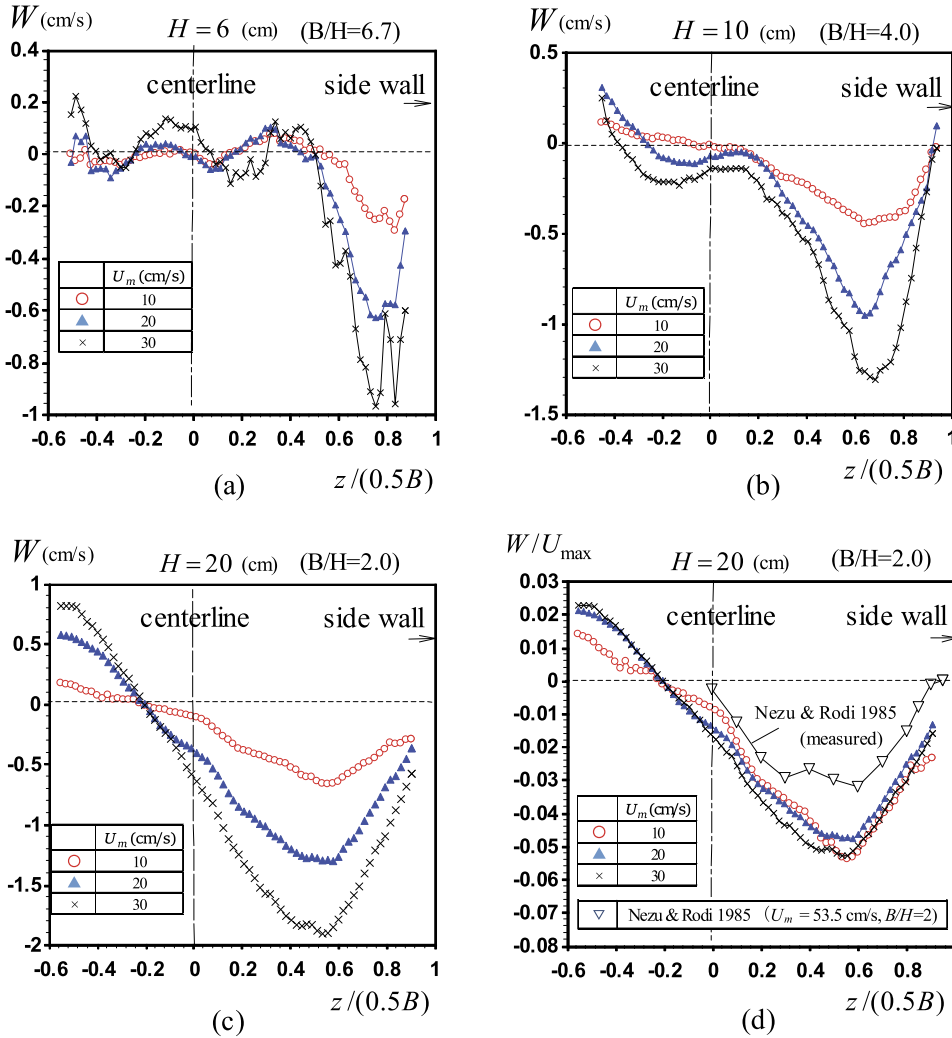 W(cm/s) H = 6 (cm) (B/H=6.7)
0.4
0.2
0
-0.2
-0.4
-0.6
-0.8
-1
centerline side wall
U_m (cm/s)
10
20
30
-0.6 -0.4 -0.2 0 0.2 0.4 0.6 0.8 1
z/(0.5B)
(a)
W(cm/s) H = 10 (cm) (B/H=4.0)
0.5
0
-0.5
-1
-1.5
centerline side wall
U_m (cm/s)
10
20
30
-0.6 -0.4 -0.2 0 0.2 0.4 0.6 0.8 1
z/(0.5B)
(b)
W(cm/s) H = 20 (cm) (B/H=2.0)
1
0.5
0
-0.5
-1
-1.5
-2
centerline side wall
U_m (cm/s)
10
20
30
-0.6 -0.4 -0.2 0 0.2 0.4 0.6 0.8 1
z/(0.5B)
(c)
W/U_max H = 20 (cm) (B/H=2.0)
0.03
0.02
0.01
0
-0.01
-0.02
-0.03
-0.04
-0.05
-0.06
-0.07
-0.08
centerline side wall
Nezu & Rodi 1985
(measured)
U_m (cm/s)
10
20
30
Nezu & Rodi 1985 (U_m = 53.5 cm/s, B/H=2)
-0.6 -0.4 -0.2 0 0.2 0.4 0.6 0.8
z/(0.5B)
(d)